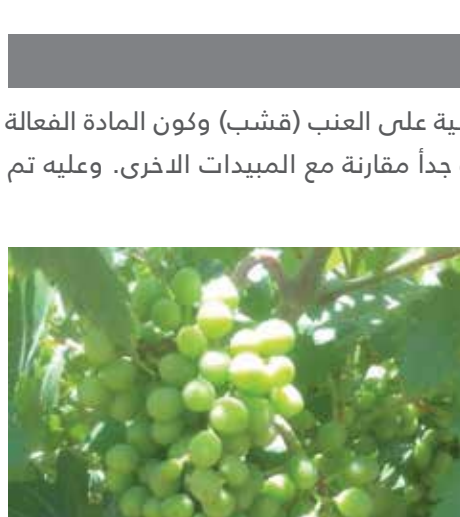 ية على العنب (قشب) وكون المادة الفعالة
جدأ مقارنة مع المبيدات الاخرى. وعليه تم